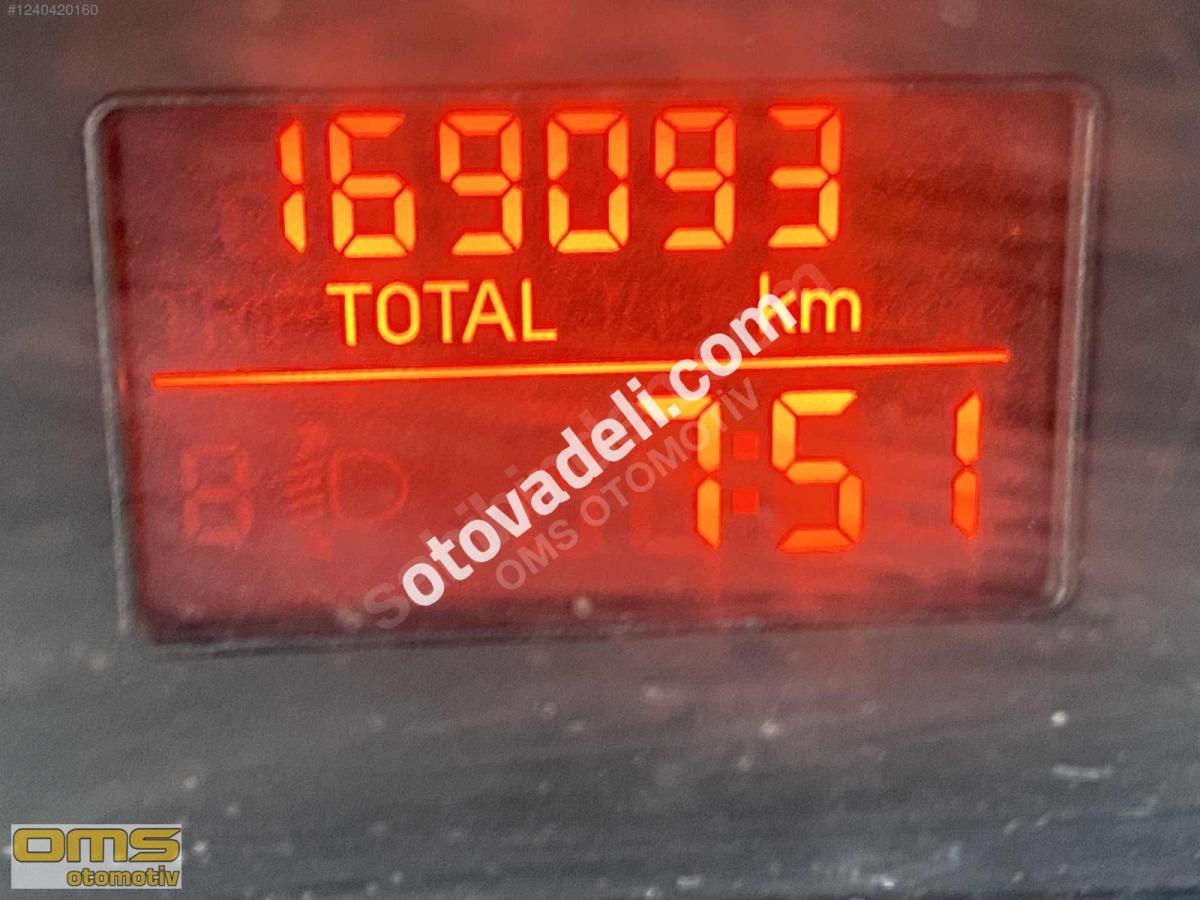 #1240420160
169093
TOTAL km
7:51
otovadeli.com
OMS OTOMOTIV
oms
otomotiv